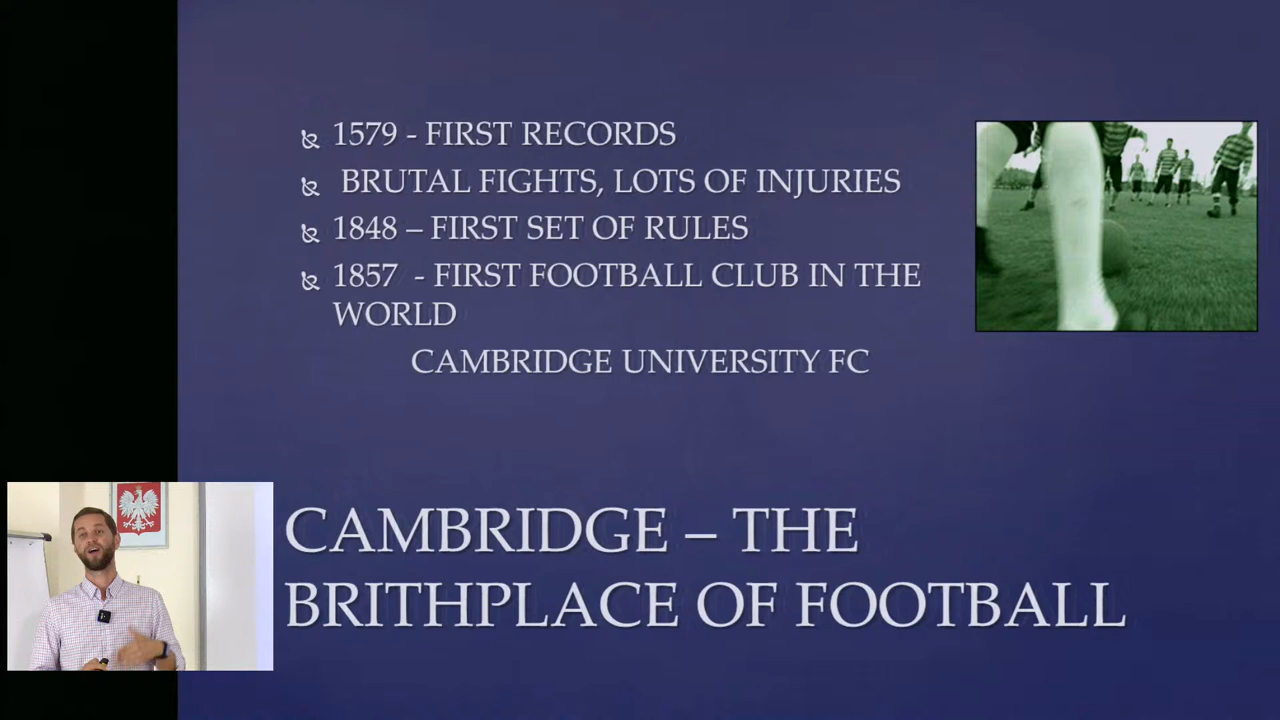 1579 - FIRST RECORDS
BRUTAL FIGHTS, LOTS OF INJURIES
1848 – FIRST SET OF RULES
1857 - FIRST FOOTBALL CLUB IN THE
WORLD
CAMBRIDGE UNIVERSITY FC
CAMBRIDGE – THE
BRITHPLACE OF FOOTBALL